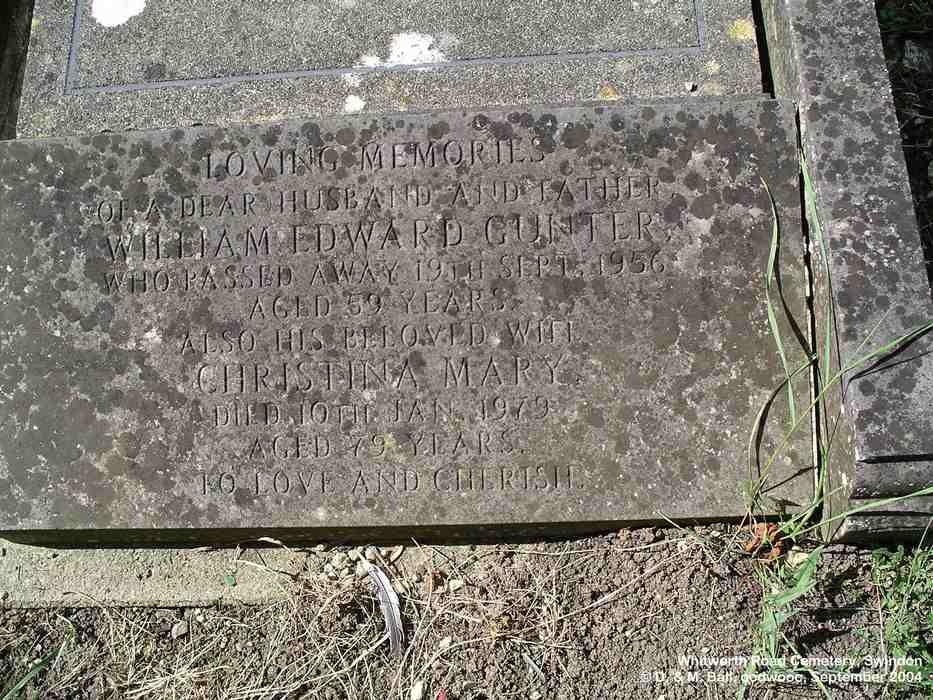 LOVING MEMORIES
OF A DEAR HUSBAND AND FATHER
WILLIAM EDWARD GUNTER,
WHO PASSED AWAY 19TH SEPT. 1956
AGED 59 YEARS.
ALSO HIS BELOVED WIFE
CHRISTINA MARY.
DIED 10TH JAN. 1979
AGED 79 YEARS.
TO LOVE AND CHERISH.
Whitworth Road Cemetery, Swindon
© D. & M. Ball, oodwooc, September 2004